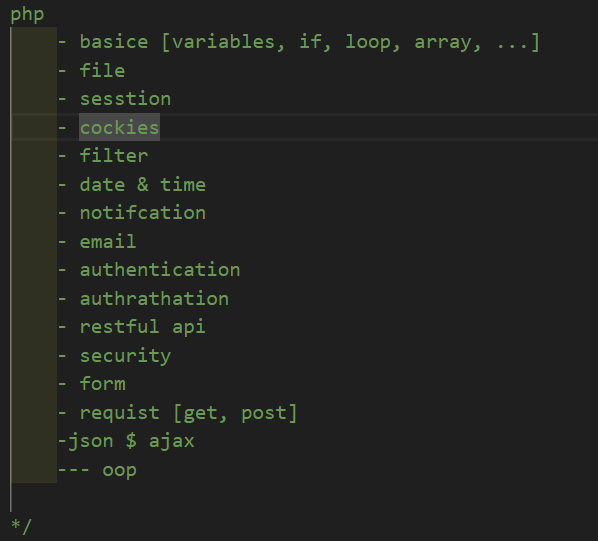 php
- basice [variables, if, loop, array, ...]
- file
- sesstion
- cockies
- filter
- date & time
- notifcation
- email
- authentication
- authrathation
- restful api
- security
- form
- requist [get, post]
-json $ ajax
--- oop
*/